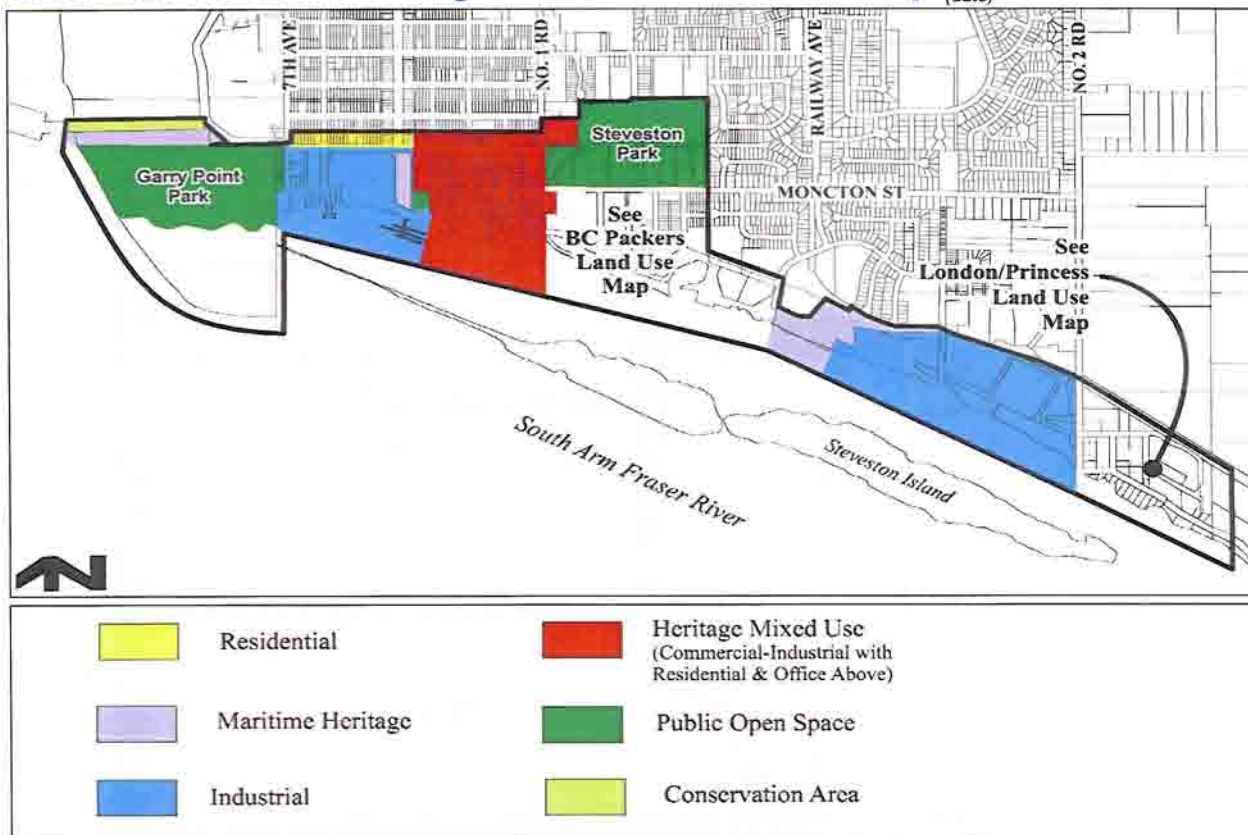 (date)
7TH AVE
NO. 1 RD
RAILWAY AVE
NO. 2 RD
Steveston
Park
Garry Point
Park
MONCTON ST
See
BC Packers
Land Use
Map
See
London/Princess
Land Use
Map
South Arm Fraser River
Steveston Island
N
Residential
Heritage Mixed Use
(Commercial-Industrial with
Residential & Office Above)
Maritime Heritage
Public Open Space
Industrial
Conservation Area